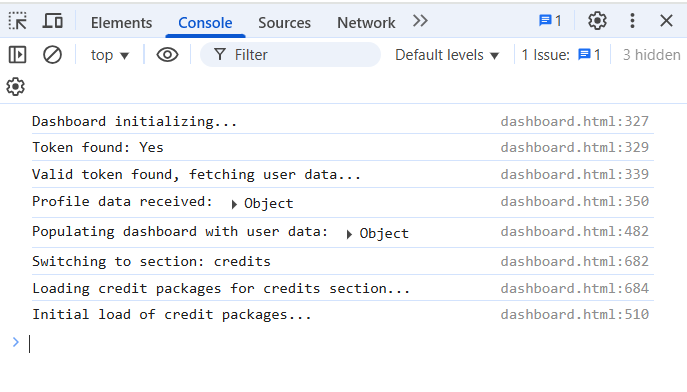 Elements Console Sources Network >> 1
top ▼ Filter Default levels ▼ 1 Issue: 1 3 hidden
Dashboard initializing... dashboard.html:327
Token found: Yes dashboard.html:329
Valid token found, fetching user data... dashboard.html:339
Profile data received: ▶ Object dashboard.html:350
Populating dashboard with user data: ▶ Object dashboard.html:482
Switching to section: credits dashboard.html:682
Loading credit packages for credits section... dashboard.html:684
Initial load of credit packages... dashboard.html:510
>